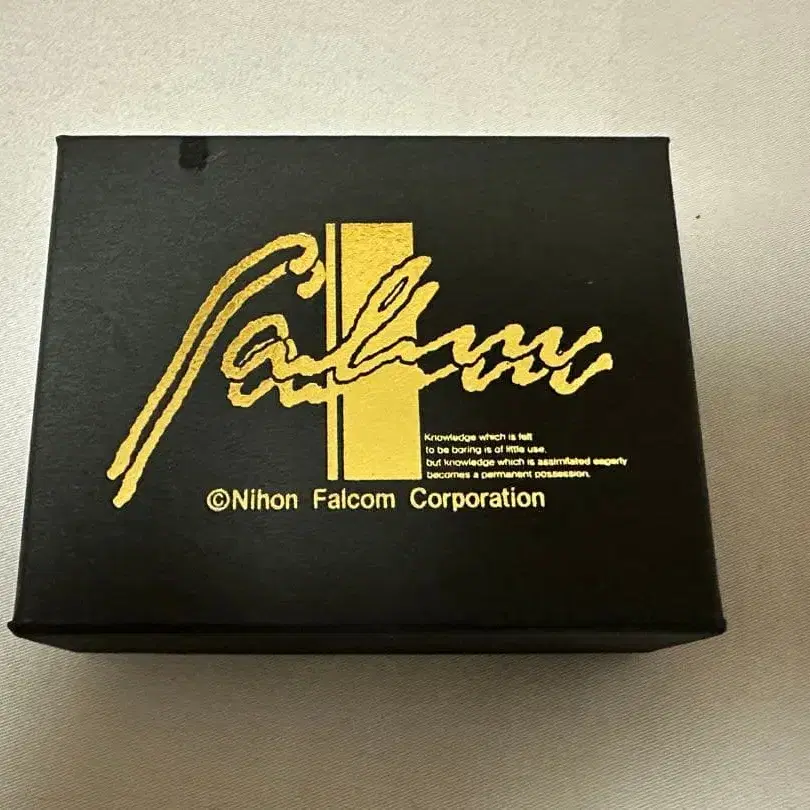 Falcom
Knowledge which is felt
to be boring is of little use,
but knowledge which is assimilated eagerly
becomes a permanent possession.
©Nihon Falcom Corporation